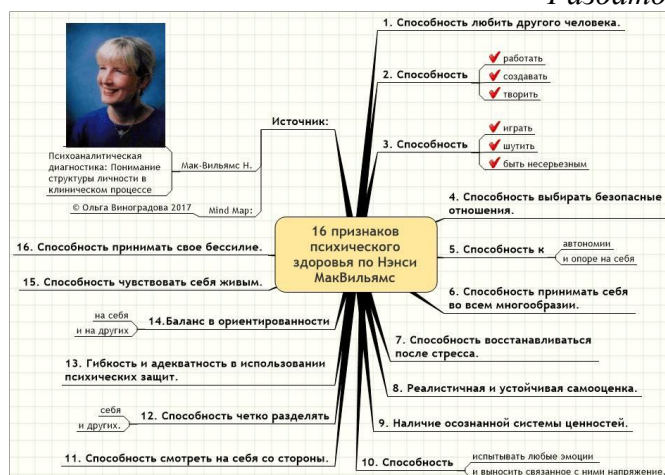 1. Способность любить другого человека.
2. Способность
работать
создавать
творить
3. Способность
играть
шутить
быть несерьезным
4. Способность выбирать безопасные
отношения.
5. Способность к
автономии
и опоре на себя
6. Способность принимать себя
во всем многообразии.
7. Способность восстанавливаться
после стресса.
8. Реалистичная и устойчивая самооценка.
9. Наличие осознанной системы ценностей.
10. Способность
испытывать любые эмоции
и выносить связанное с ними напряжение.
11. Способность смотреть на себя со стороны.
12. Способность четко разделять
себя
и других.
13. Гибкость и адекватность в использовании
психических защит.
14.Баланс в ориентированности
на себя
и на других
15. Способность чувствовать себя живым.
16. Способность принимать свое бессилие.
16 признаков
психического
здоровья по Нэнси
МакВильямс
Источник:
Мак-Вильямс Н.
Психоаналитическая
диагностика: Понимание
структуры личности в
клиническом процессе
Mind Map:
© Ольга Виноградова 2017